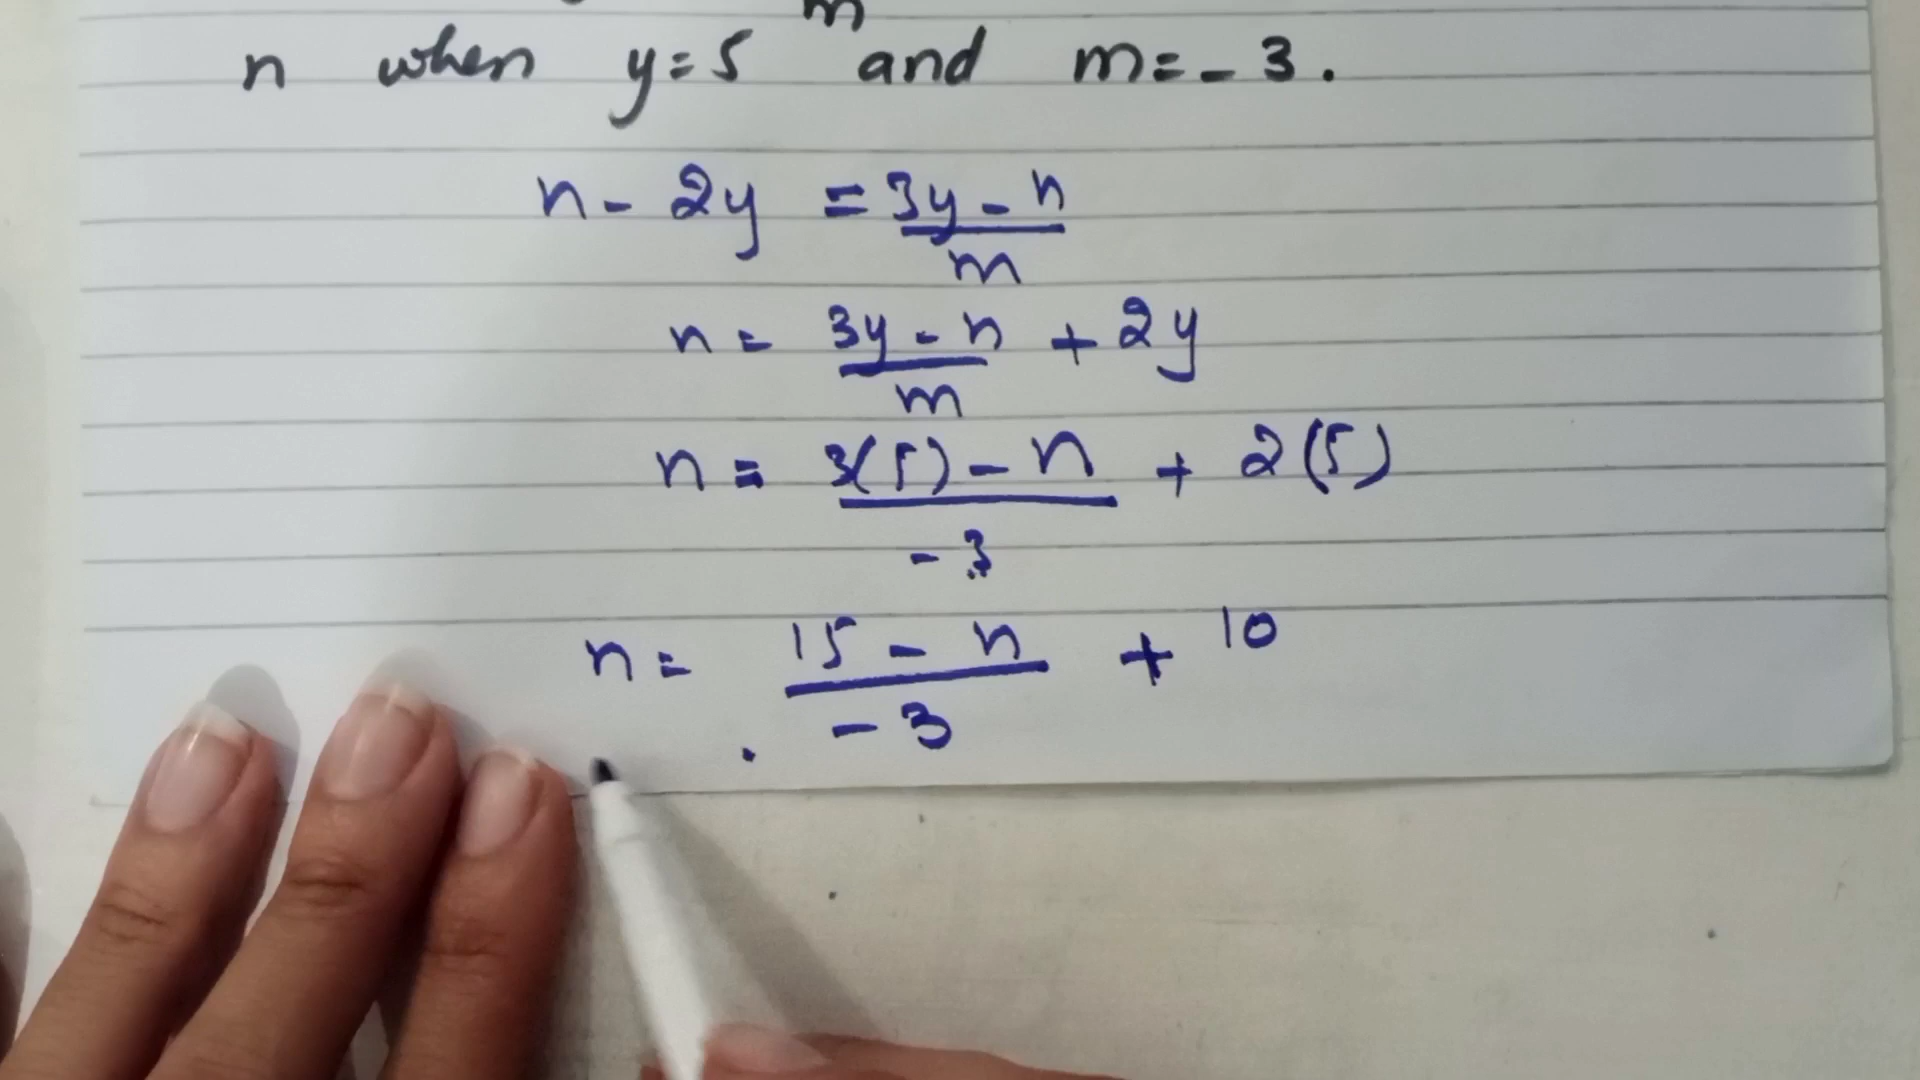 m
n when y=5 and m=-3.
n - 2y = 3y - n
m
n = 3y - n + 2y
m
n = 3(5) - n + 2(5)
-3
n = 15 - n + 10
-3